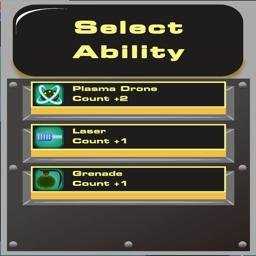 Select
Ability
Plasma Drone
Count +2
Laser
Count +1
Grenade
Count +1